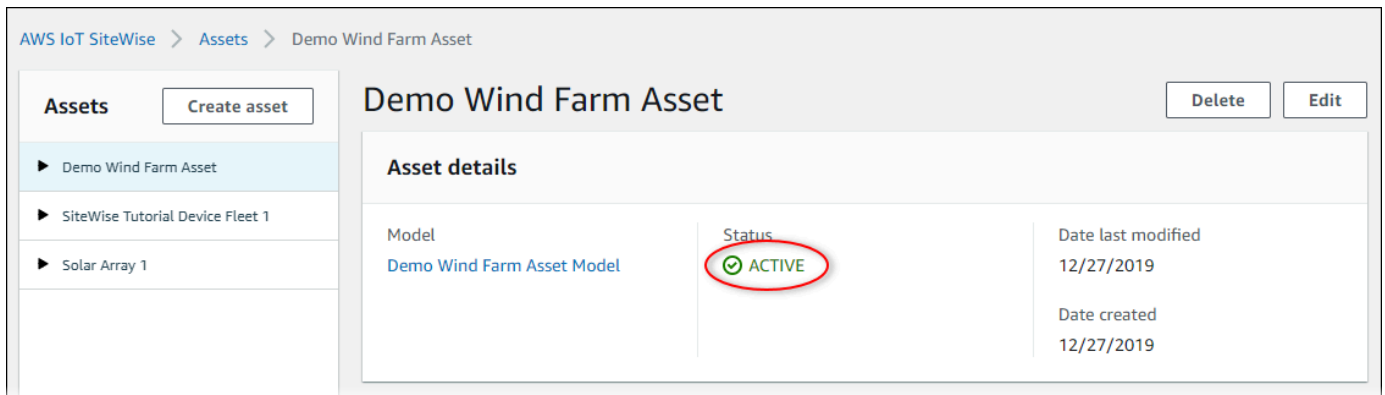 AWS IoT SiteWise > Assets > Demo Wind Farm Asset
Assets
Create asset
Demo Wind Farm Asset
SiteWise Tutorial Device Fleet 1
Solar Array 1
Demo Wind Farm Asset
Delete
Edit
Asset details
Model
Demo Wind Farm Asset Model
Status
ACTIVE
Date last modified
12/27/2019
Date created
12/27/2019